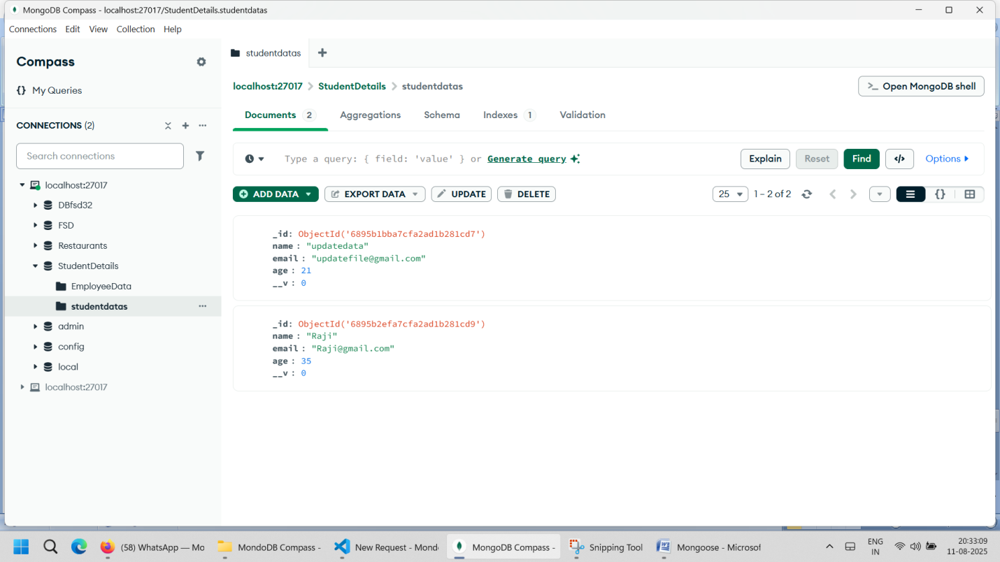 MongoDB Compass - localhost:27017/StudentDetails.studentdatas
Connections Edit View Collection Help
Compass
{} My Queries
CONNECTIONS (2)
Search connections
localhost:27017
DBfsd32
FSD
Restaurants
StudentDetails
EmployeeData
studentdatas
admin
config
local
localhost:27017
studentdatas
localhost:27017 > StudentDetails > studentdatas
>_ Open MongoDB shell
Documents 2 Aggregations Schema Indexes 1 Validation
Type a query: { field: 'value' } or Generate query
Explain Reset Find </> Options
ADD DATA EXPORT DATA UPDATE DELETE
25 1 – 2 of 2 {}
_id: ObjectId('6895b1bba7cfa2ad1b281cd7')
name : "updatedata"
email : "updatefile@gmail.com"
age : 21
__v : 0
_id: ObjectId('6895b2efa7cfa2ad1b281cd9')
name : "Raji"
email : "Raji@gmail.com"
age : 35
__v : 0
(58) WhatsApp — Mo
MondoDB Compass -
New Request - Mond
MongoDB Compass -
Snipping Tool
Mongoose - Microsof
ENG
IN
20:33:09
11-08-2025